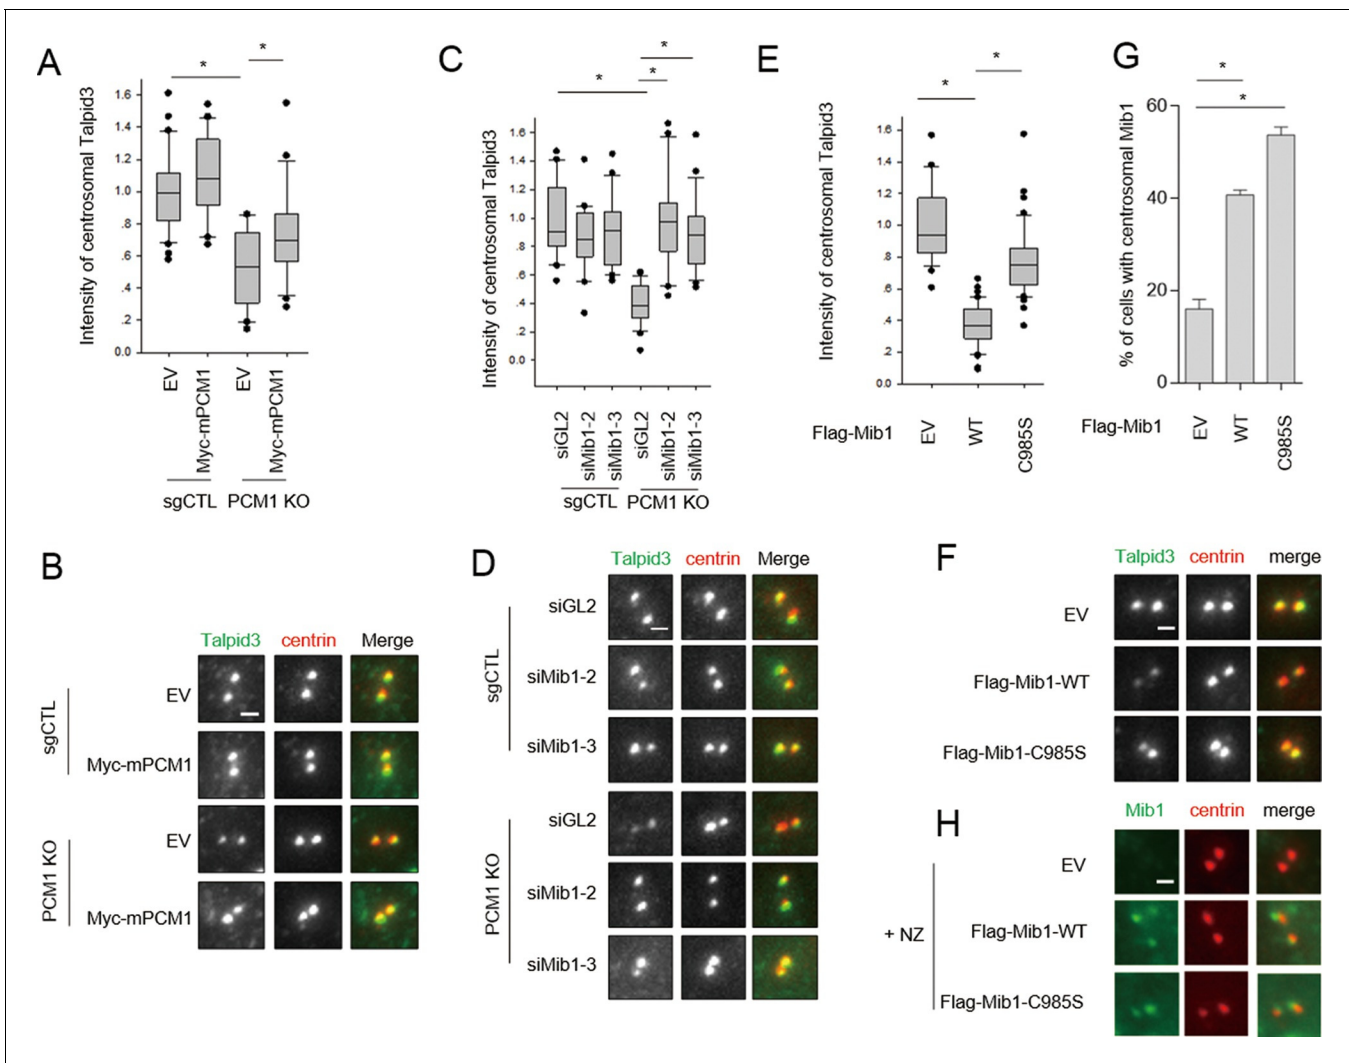 A
Intensity of centrosomal Talpid3
1.6
1.4
1.2
1.0
.8
.6
.4
.2
0.0
*
*
EV
Myc-mPCM1
EV
Myc-mPCM1
sgCTL PCM1 KO
C
Intensity of centrosomal Talpid3
1.6
1.4
1.2
1.0
.8
.6
.4
.2
0.0
*
*
*
siGL2
siMib1-2
siMib1-3
siGL2
siMib1-2
siMib1-3
sgCTL PCM1 KO
E
Intensity of centrosomal Talpid3
1.6
1.4
1.2
1.0
.8
.6
.4
.2
0.0
*
*
Flag-Mib1
EV
WT
C985S
G
% of cells with centrosomal Mib1
60
40
20
0
*
*
Flag-Mib1
EV
WT
C985S
B
Talpid3 centrin Merge
sgCTL
EV
Myc-mPCM1
PCM1 KO
EV
Myc-mPCM1
D
Talpid3 centrin Merge
sgCTL
siGL2
siMib1-2
siMib1-3
PCM1 KO
siGL2
siMib1-2
siMib1-3
F
Talpid3 centrin merge
EV
Flag-Mib1-WT
Flag-Mib1-C985S
H
Mib1 centrin merge
+ NZ
EV
Flag-Mib1-WT
Flag-Mib1-C985S